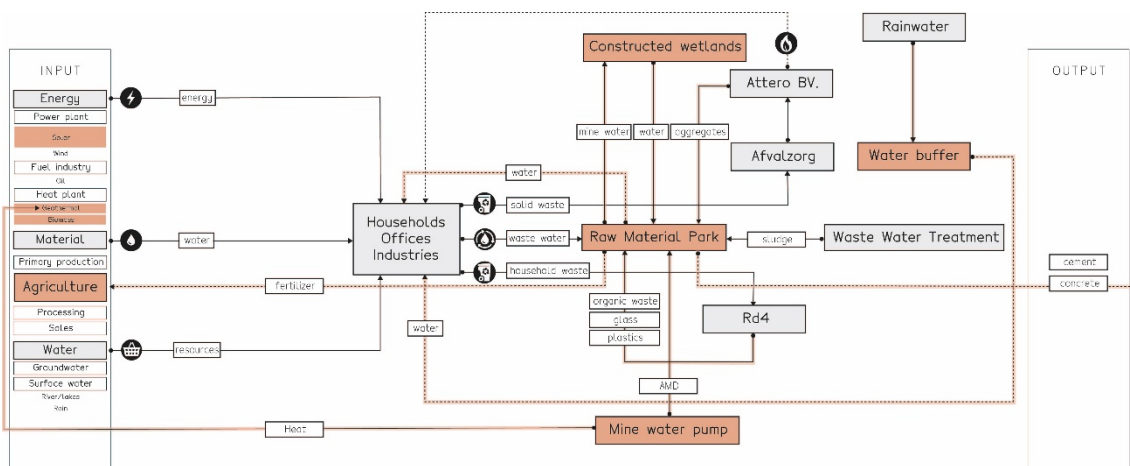 INPUT
Energy
Power plant
Solar
Wind
Fuel industry
Oil
Heat plant
Geothermal
Biomass
Material
Primary production
Agriculture
Processing
Sales
Water
Groundwater
Surface water
River/lakes
Rain
energy
water
fertilizer
resources
Heat
Households
Offices
Industries
water
solid waste
waste water
household waste
water
Constructed wetlands
mine water
water
aggregates
Raw Material Park
organic waste
glass
plastics
AMD
Mine water pump
Attero BV.
Afvalzorg
sludge
Waste Water Treatment
Rd4
Rainwater
Water buffer
OUTPUT
cement
concrete